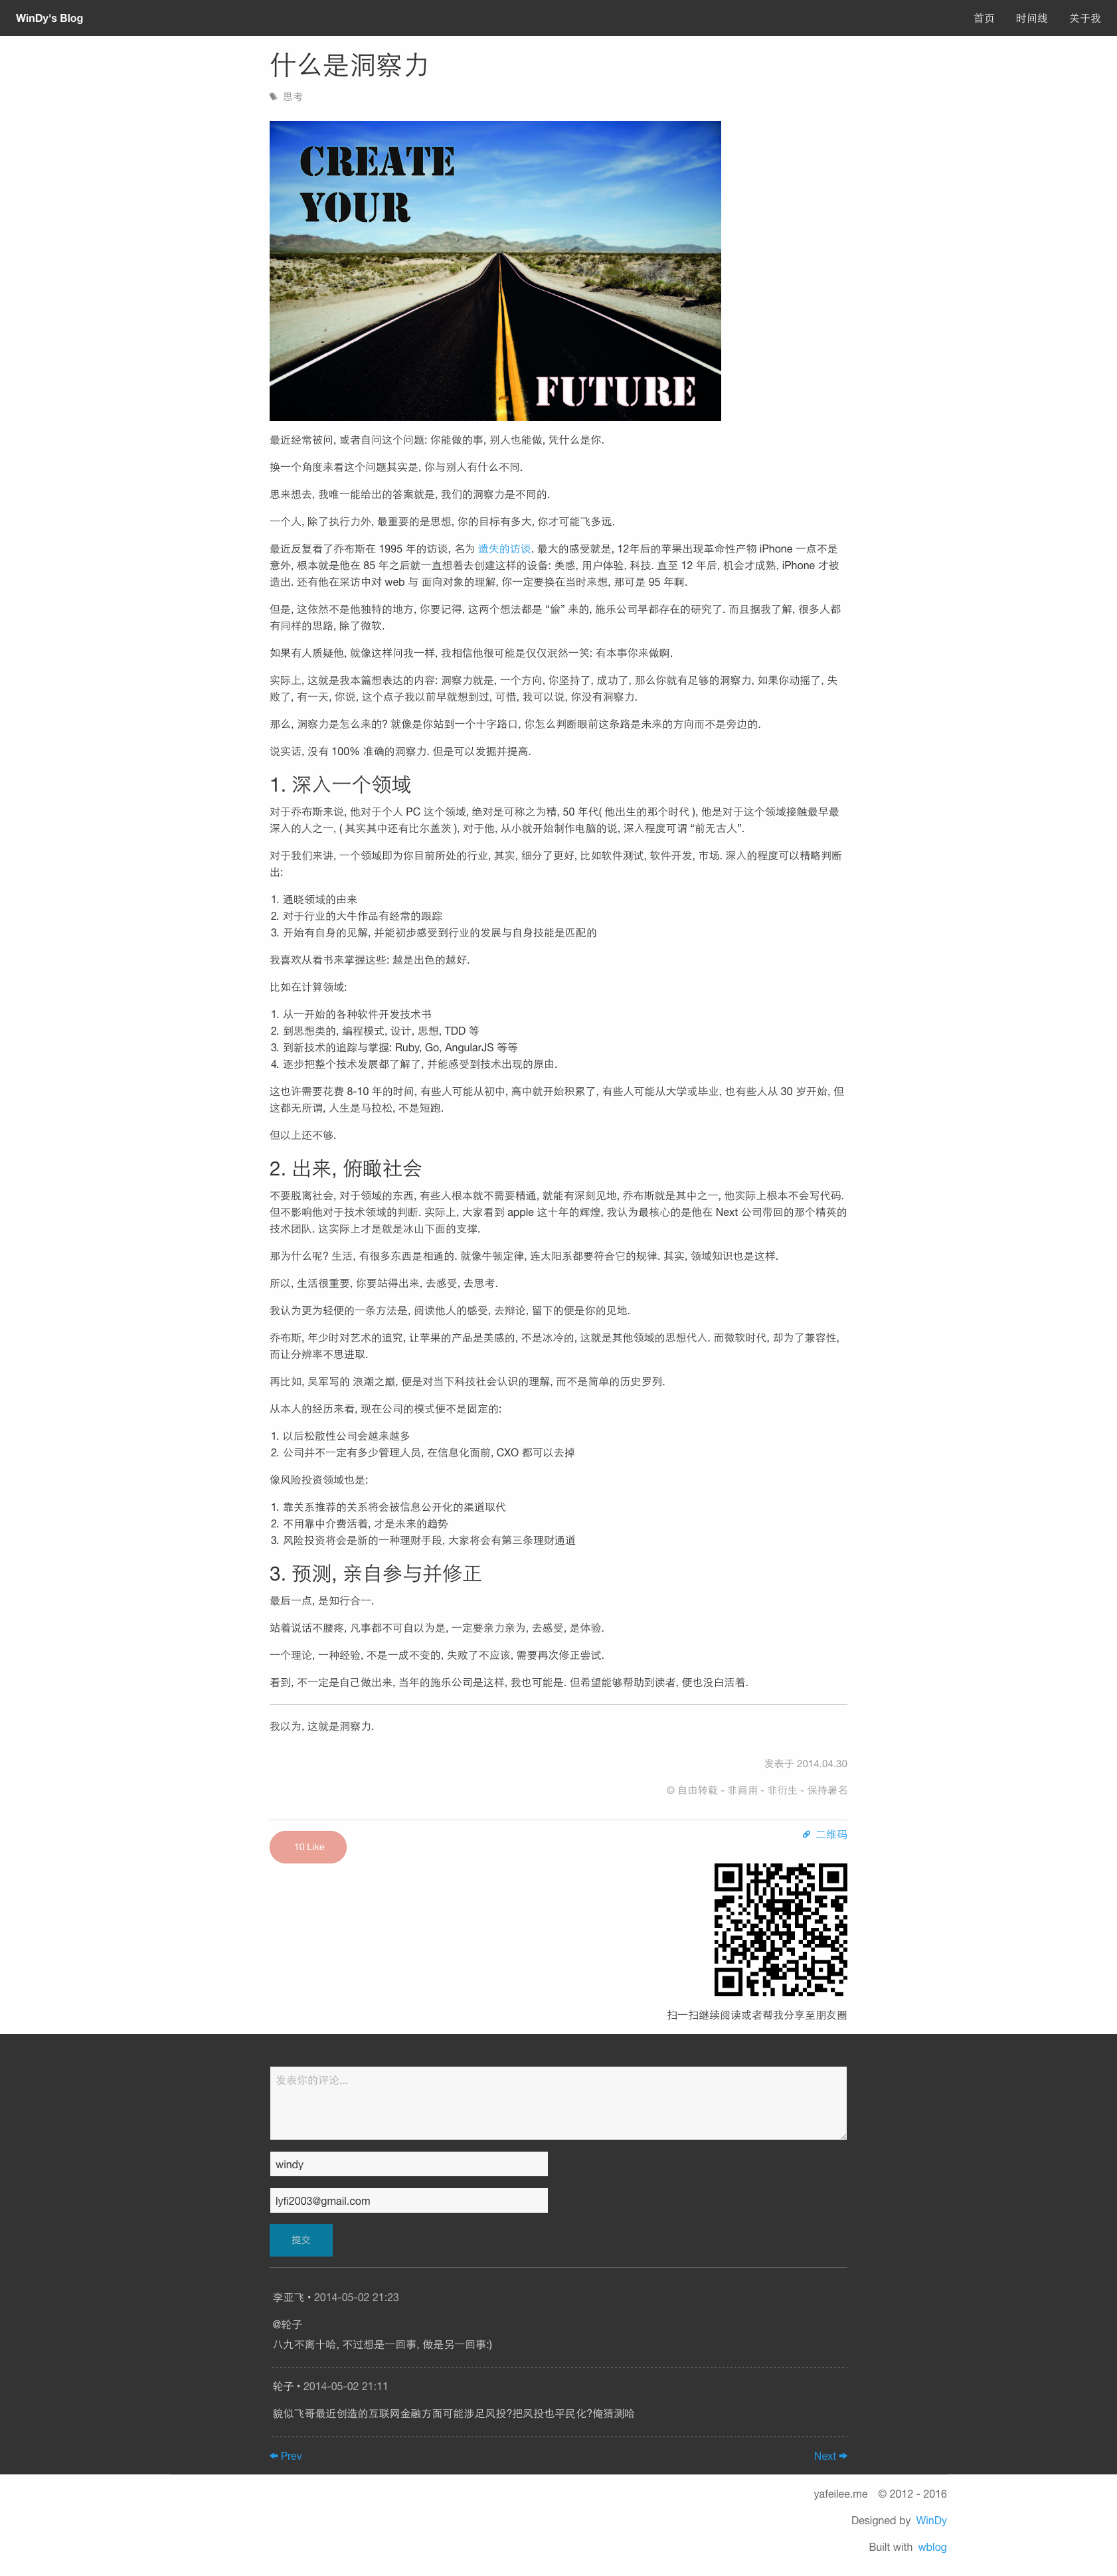 WinDy's Blog 首页 时间线 关于我
什么是洞察力
思考
CREATE
YOUR
FUTURE
最近经常被问, 或者自问这个问题: 你能做的事, 别人也能做, 凭什么是你.
换一个角度来看这个问题其实是, 你与别人有什么不同.
思来想去, 我唯一能给出的答案就是, 我们的洞察力是不同的.
一个人, 除了执行力外, 最重要的是思想, 你的目标有多大, 你才可能飞多远.
最近反复看了乔布斯在 1995 年的访谈, 名为 遗失的访谈. 最大的感受就是, 12年后的苹果出现革命性产物 iPhone 一点不是
意外, 根本就是他在 85 年之后就一直想着去创建这样的设备: 美感, 用户体验, 科技. 直至 12 年后, 机会才成熟, iPhone 才被
造出. 还有他在采访中对 web 与 面向对象的理解, 你一定要换在当时来想, 那可是 95 年啊.
但是, 这依然不是他独特的地方, 你要记得, 这两个想法都是 “偷” 来的, 施乐公司早都存在的研究了. 而且据我了解, 很多人都
有同样的思路, 除了微软.
如果有人质疑他, 就像这样问我一样, 我相信他很可能是仅仅泯然一笑: 有本事你来做啊.
实际上, 这就是我本篇想表达的内容: 洞察力就是, 一个方向, 你坚持了, 成功了, 那么你就有足够的洞察力, 如果你动摇了, 失
败了, 有一天, 你说, 这个点子我以前早就想到过, 可惜, 我可以说, 你没有洞察力.
那么, 洞察力是怎么来的? 就像是你站到一个十字路口, 你怎么判断眼前这条路是未来的方向而不是旁边的.
说实话, 没有 100% 准确的洞察力. 但是可以发掘并提高.
1. 深入一个领域
对于乔布斯来说, 他对于个人 PC 这个领域, 绝对是可称之为精, 50 年代( 他出生的那个时代 ), 他是对于这个领域接触最早最
深入的人之一, ( 其实其中还有比尔盖茨 ), 对于他, 从小就开始制作电脑的说, 深入程度可谓 “前无古人”.
对于我们来讲, 一个领域即为你目前所处的行业, 其实, 细分了更好, 比如软件测试, 软件开发, 市场. 深入的程度可以精略判断
出:
1. 通晓领域的由来
2. 对于行业的大牛作品有经常的跟踪
3. 开始有自身的见解, 并能初步感受到行业的发展与自身技能是匹配的
我喜欢从看书来掌握这些: 越是出色的越好.
比如在计算领域:
1. 从一开始的各种软件开发技术书
2. 到思想类的, 编程模式, 设计, 思想, TDD 等
3. 到新技术的追踪与掌握: Ruby, Go, AngularJS 等等
4. 逐步把整个技术发展都了解了, 并能感受到技术出现的原由.
这也许需要花费 8-10 年的时间, 有些人可能从初中, 高中就开始积累了, 有些人可能从大学或毕业, 也有些人从 30 岁开始, 但
这都无所谓, 人生是马拉松, 不是短跑.
但以上还不够.
2. 出来, 俯瞰社会
不要脱离社会, 对于领域的东西, 有些人根本就不需要精通, 就能有深刻见地, 乔布斯就是其中之一, 他实际上根本不会写代码.
但不影响他对于技术领域的判断. 实际上, 大家看到 apple 这十年的辉煌, 我认为最核心的是他在 Next 公司带回的那个精英的
技术团队. 这实际上才是就是冰山下面的支撑.
那为什么呢? 生活, 有很多东西是相通的. 就像牛顿定律, 连太阳系都要符合它的规律. 其实, 领域知识也是这样.
所以, 生活很重要, 你要站得出来, 去感受, 去思考.
我认为更为轻便的一条方法是, 阅读他人的感受, 去辩论, 留下的便是你的见地.
乔布斯, 年少时对艺术的追究, 让苹果的产品是美感的, 不是冰冷的, 这就是其他领域的思想代入. 而微软时代, 却为了兼容性,
而让分辨率不思进取.
再比如, 吴军写的 浪潮之巅, 便是对当下科技社会认识的理解, 而不是简单的历史罗列.
从本人的经历来看, 现在公司的模式便不是固定的:
1. 以后松散性公司会越来越多
2. 公司并不一定有多少管理人员, 在信息化面前, CXO 都可以去掉
像风险投资领域也是:
1. 靠关系推荐的关系将会被信息公开化的渠道取代
2. 不用靠中介费活着, 才是未来的趋势
3. 风险投资将会是新的一种理财手段, 大家将会有第三条理财通道
3. 预测, 亲自参与并修正
最后一点, 是知行合一.
站着说话不腰疼, 凡事都不可自以为是, 一定要亲力亲为, 去感受, 是体验.
一个理论, 一种经验, 不是一成不变的, 失败了不应该, 需要再次修正尝试.
看到, 不一定是自己做出来, 当年的施乐公司是这样, 我也可能是. 但希望能够帮助到读者, 便也没白活着.
我以为, 这就是洞察力.
发表于 2014.04.30
© 自由转载 - 非商用 - 非衍生 - 保持署名
10 Like
二维码
扫一扫继续阅读或者帮我分享至朋友圈
发表你的评论...
windy
lyfi2003@gmail.com
提交
李亚飞 • 2014-05-02 21:23
@轮子
八九不离十哈, 不过想是一回事, 做是另一回事:)
轮子 • 2014-05-02 21:11
貌似飞哥最近创造的互联网金融方面可能涉足风投?把风投也平民化?俺猜测哈
Prev Next
yafeilee.me © 2012 - 2016
Designed by WinDy
Built with wblog